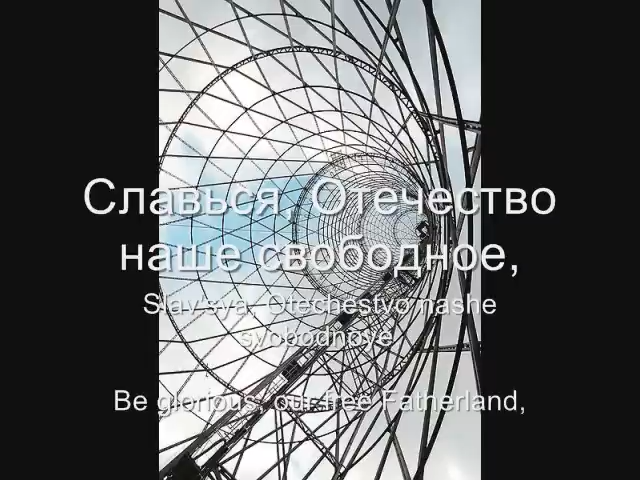 Славься, Отечество
наше свободное,
Slav'sya, Otechestvo nashe
svobodnoye
Be glorious, our free Fatherland,